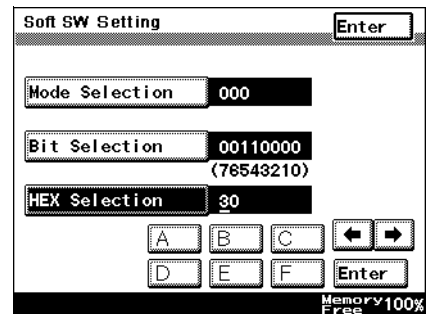 Soft SW Setting
Enter
Mode Selection 000
Bit Selection 00110000
(76543210)
HEX Selection 30
A B C ← →
D E F Enter
Memory 100%
Free